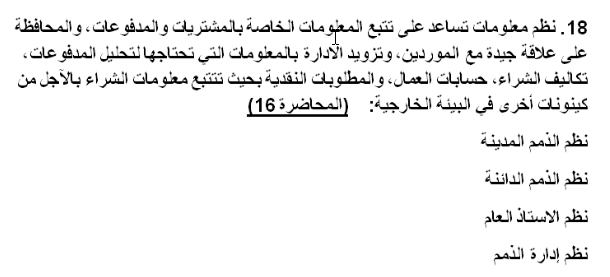 18. نظم معلومات تساعد على تتبع المعلومات الخاصة بالمشتريات والمدفوعات، والمحافظة
على علاقة جيدة مع الموردين، وتزويد الادارة بالمعلومات التي تحتاجها لتحليل المدفوعات،
تكاليف الشراء، حسابات العمال، والمطلوبات النقدية بحيث تتتبع معلومات الشراء بالآجل من
كينونات أخرى في البيئة الخارجية: (المحاضرة 16)
نظم الذمم المدينة
نظم الذمم الدائنة
نظم الاستاذ العام
نظم إدارة الذمم